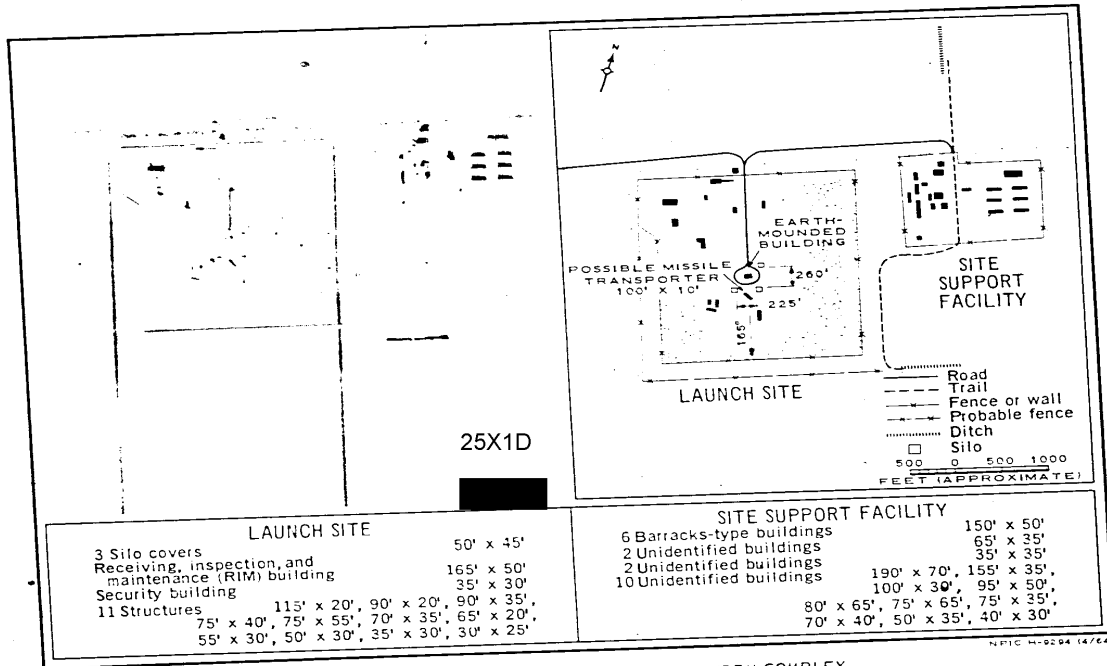 N
EARTH-
MOUNDED
BUILDING
POSSIBLE MISSILE
TRANSPORTER
100' X 10'
260'
225'
165°
SITE
SUPPORT
FACILITY
LAUNCH SITE
Road
Trail
Fence or wall
Probable fence
Ditch
Silo
500 0 500 1000
FEET (APPROXIMATE)
25X1D
LAUNCH SITE
3 Silo covers 50' x 45'
Receiving, inspection, and
maintenance (RIM) building 165' x 50'
Security building 35' x 30'
11 Structures 115' x 20', 90' x 20', 90' x 35',
75' x 40', 75' x 55', 70' x 35', 65' x 20',
55' x 30', 50' x 30', 35' x 30', 30' x 25'
SITE SUPPORT FACILITY
6 Barracks-type buildings 150' x 50'
2 Unidentified buildings 65' x 35'
2 Unidentified buildings 35' x 35'
10 Unidentified buildings 190' x 70', 155' x 35',
100' x 30', 95' x 50',
80' x 65', 75' x 65', 75' x 35',
70' x 40', 50' x 35', 40' x 30'
NPIC H-9294 (4/64
COMPLEX